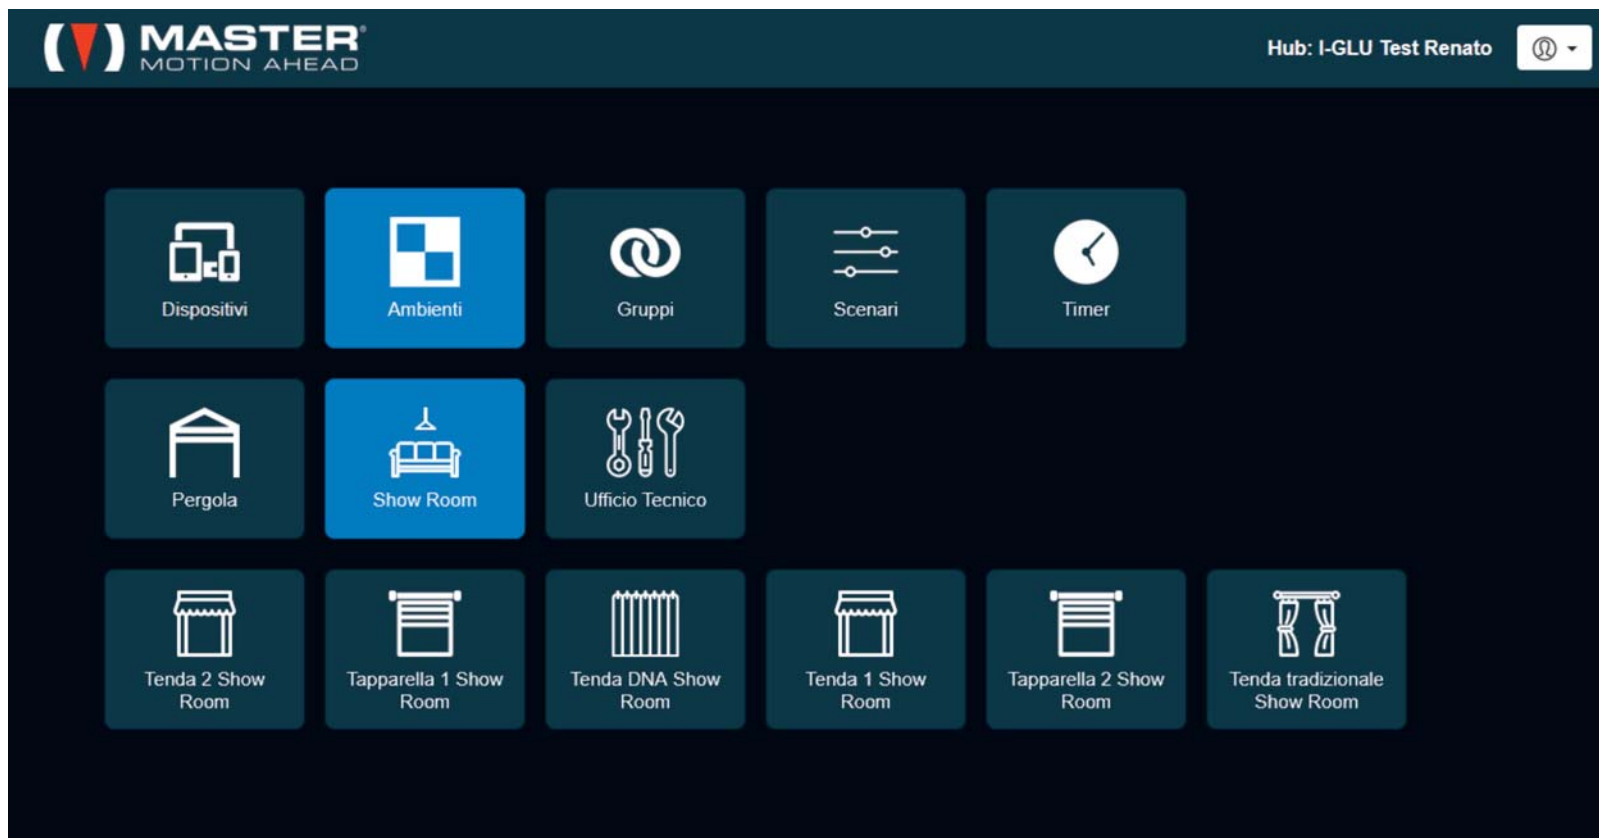 MASTER®
MOTION AHEAD
Hub: I-GLU Test Renato
Dispositivi
Ambienti
Gruppi
Scenari
Timer
Pergola
Show Room
Ufficio Tecnico
Tenda 2 Show
Room
Tapparella 1 Show
Room
Tenda DNA Show
Room
Tenda 1 Show
Room
Tapparella 2 Show
Room
Tenda tradizionale
Show Room